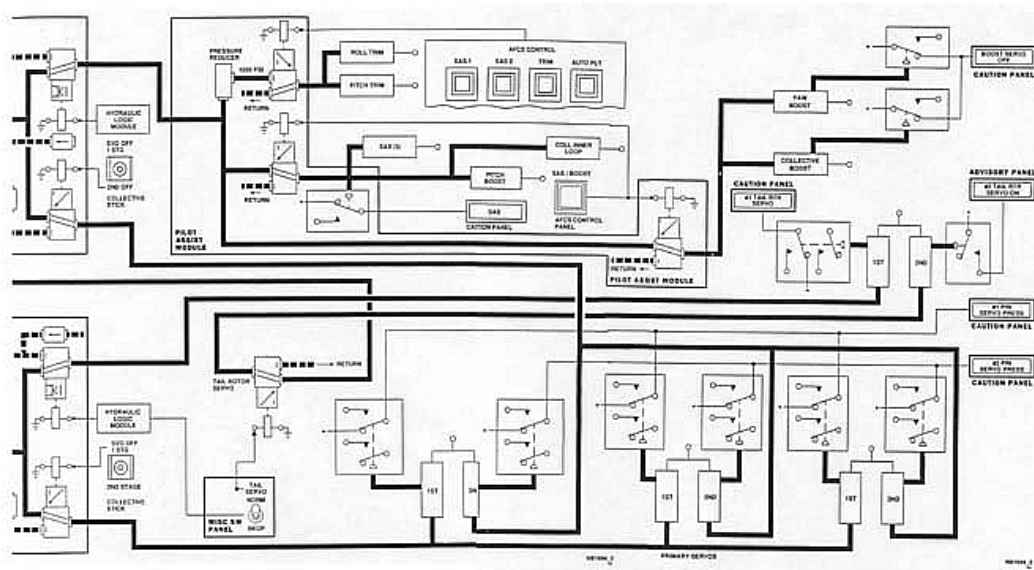 PRESSURE
REDUCER
1000 PSI
RETURN
ROLL TRIM
PITCH TRIM
AFCS CONTROL
SAS 1
SAS 2
TRIM
AUTO PLT
BOOST SERVO
OFF
CAUTION PANEL
HYDRAULIC
LOGIC
MODULE
SVO OFF
1 STG
2ND OFF
COLLECTIVE
STICK
RETURN
SAS (3)
COLL INNER
LOOP
PITCH
BOOST
SAS / BOOST
AFCS CONTROL
PANEL
SAS
CAUTION PANEL
YAW
BOOST
COLLECTIVE
BOOST
CAUTION PANEL
#1 TAIL RTR
SERVO
ADVISORY PANEL
#2 TAIL RTR
SERVO ON
PILOT
ASSIST
MODULE
RETURN
PILOT ASSIST MODULE
1ST
2ND
#1 PRI
SERVO PRESS
CAUTION PANEL
#2 PRI
SERVO PRESS
CAUTION PANEL
RETURN
TAIL ROTOR
SERVO
HYDRAULIC
LOGIC
MODULE
SVO OFF
1 STG
2ND STAGE
COLLECTIVE
STICK
TAIL
SERVO
NORM
BKUP
MISC SW
PANEL
1ST
2N
1ST
2ND
1ST
2ND
PRIMARY SERVOS